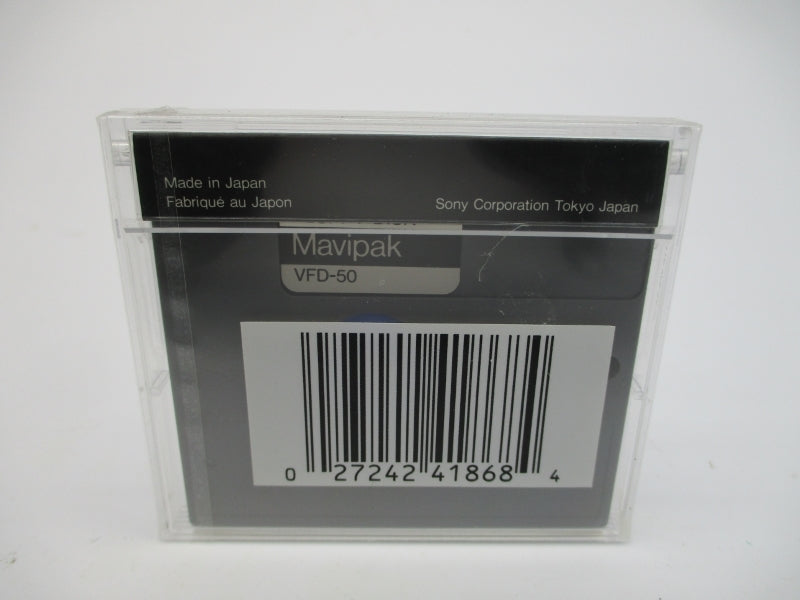 Made in Japan
Fabriqué au Japon
Sony Corporation Tokyo Japan
Mavipak
VFD-50
0 27242 41868 4